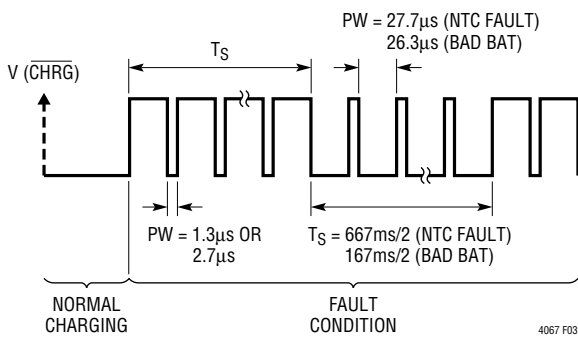 PW = 27.7µs (NTC FAULT)
26.3µs (BAD BAT)
TS
V (CHRG)
PW = 1.3µs OR
2.7µs
TS = 667ms/2 (NTC FAULT)
167ms/2 (BAD BAT)
NORMAL
CHARGING
FAULT
CONDITION
4067 F03